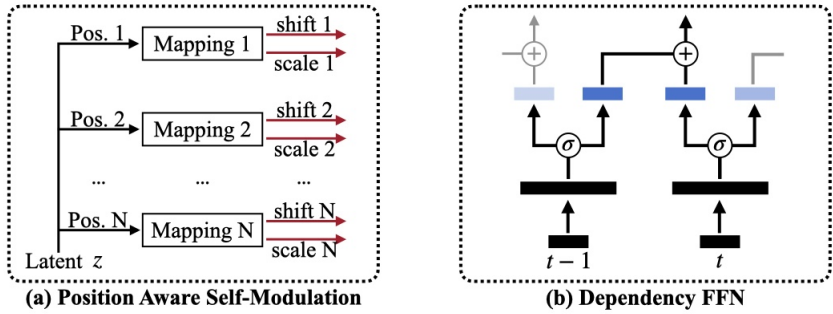 Pos. 1
Mapping 1
shift 1
scale 1
Pos. 2
Mapping 2
shift 2
scale 2
... ... ...
Pos. N
Mapping N
shift N
scale N
Latent z
(a) Position Aware Self-Modulation
+ +
σ σ
t − 1 t
(b) Dependency FFN